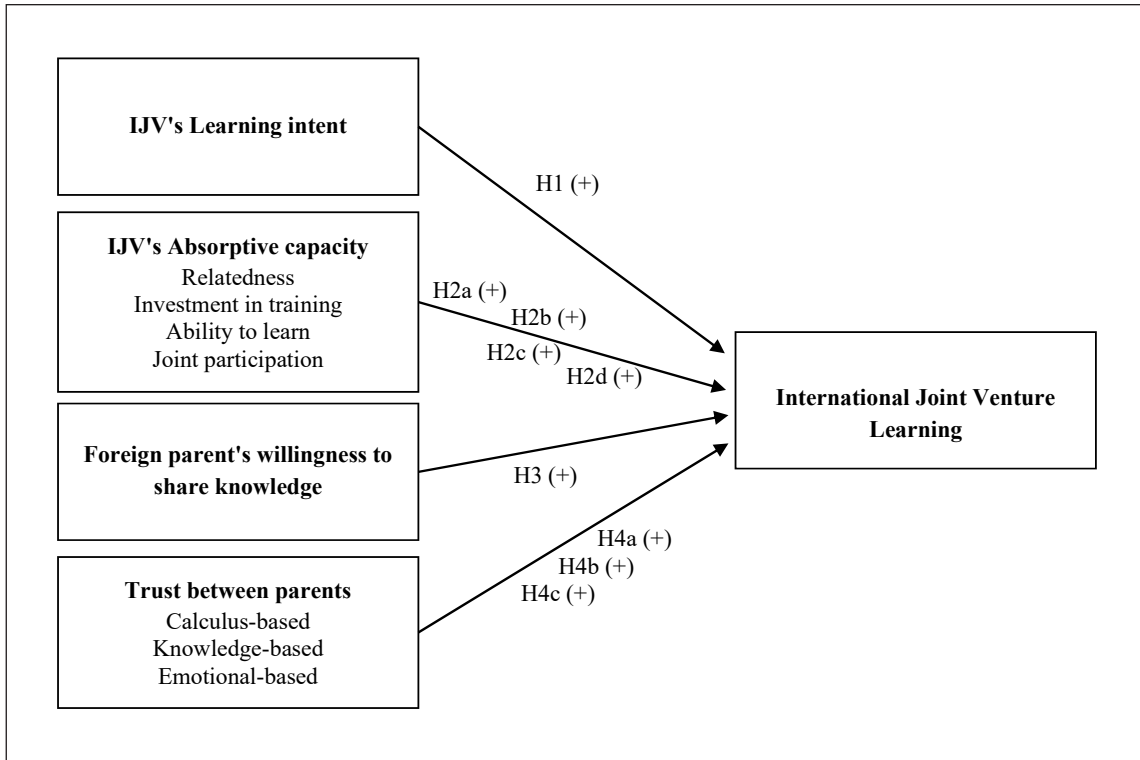 IJV's Learning intent
H1 (+)
IJV's Absorptive capacity
Relatedness
Investment in training
Ability to learn
Joint participation
H2a (+)
H2b (+)
H2c (+)
H2d (+)
International Joint Venture
Learning
Foreign parent's willingness to
share knowledge
H3 (+)
Trust between parents
Calculus-based
Knowledge-based
Emotional-based
H4a (+)
H4b (+)
H4c (+)